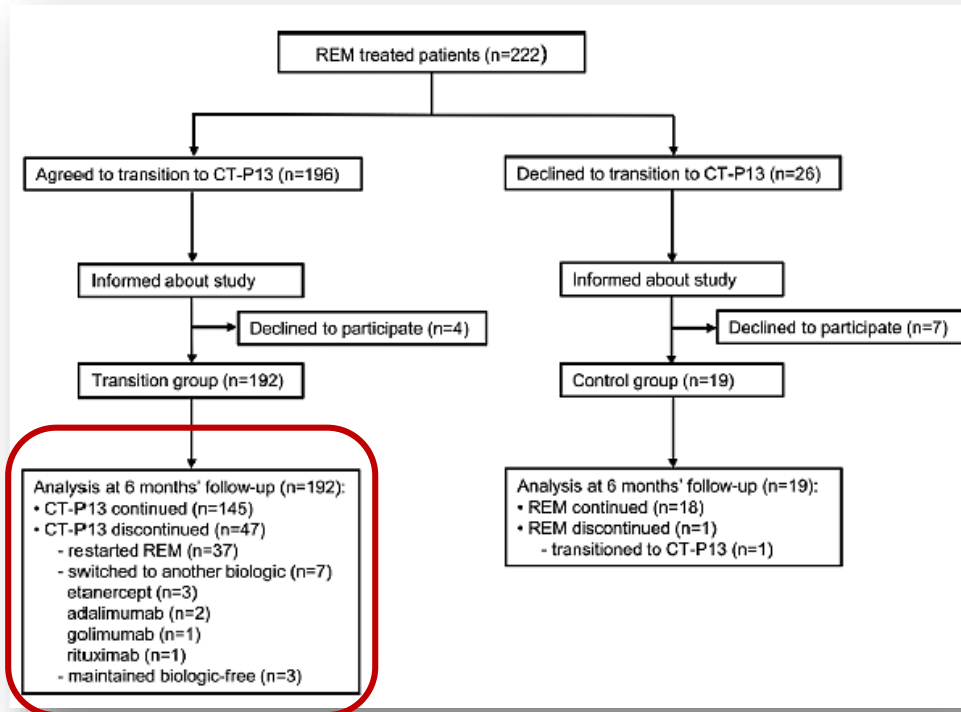 REM treated patients (n=222)
Agreed to transition to CT-P13 (n=196)
Declined to transition to CT-P13 (n=26)
Informed about study
Informed about study
Declined to participate (n=4)
Declined to participate (n=7)
Transition group (n=192)
Control group (n=19)
Analysis at 6 months' follow-up (n=192):
• CT-P13 continued (n=145)
• CT-P13 discontinued (n=47)
- restarted REM (n=37)
- switched to another biologic (n=7)
etanercept (n=3)
adalimumab (n=2)
golimumab (n=1)
rituximab (n=1)
- maintained biologic-free (n=3)
Analysis at 6 months' follow-up (n=19):
• REM continued (n=18)
• REM discontinued (n=1)
- transitioned to CT-P13 (n=1)